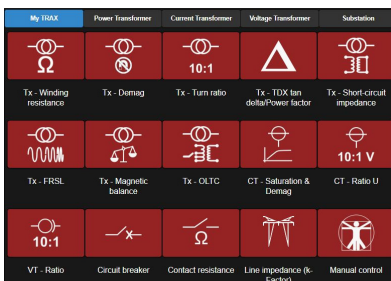 My TRAX
Power Transformer
Current Transformer
Voltage Transformer
Substation
Ω
10:1
Tx - Winding
resistance
Tx - Demag
Tx - Turn ratio
Tx - TDX tan
delta/Power factor
Tx - Short-circuit
impedance
10:1 V
Tx - FRSL
Tx - Magnetic
balance
Tx - OLTC
CT - Saturation &
Demag
CT - Ratio U
10:1
Ω
VT - Ratio
Circuit breaker
Contact resistance
Line impedance (k-
Factor)
Manual control